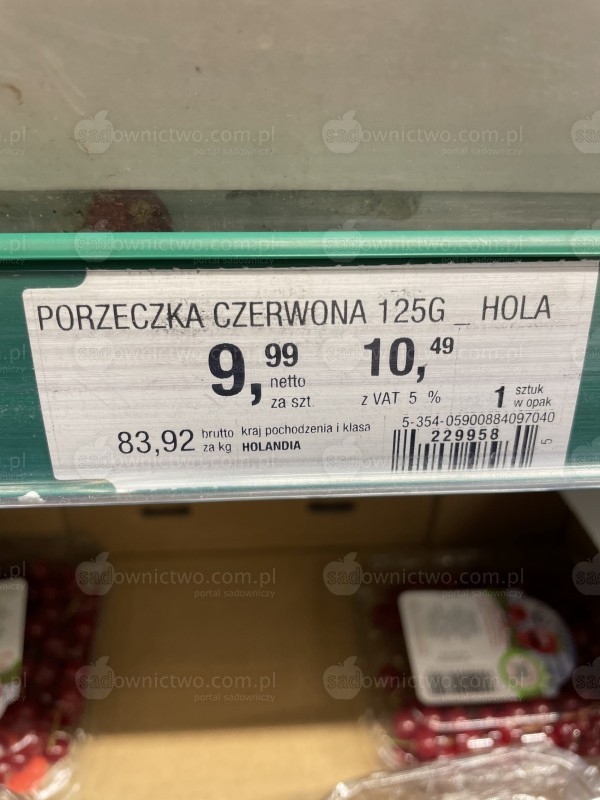 sadownictwo.com.pl
portal sadowniczy
PORZECZKA CZERWONA 125G _ HOLA
9,99 netto za szt.
10,49 z VAT 5 %
1 sztuk w opak
5-354-05900884097040
229958
5
83,92 brutto za kg
kraj pochodzenia i klasa
HOLANDIA